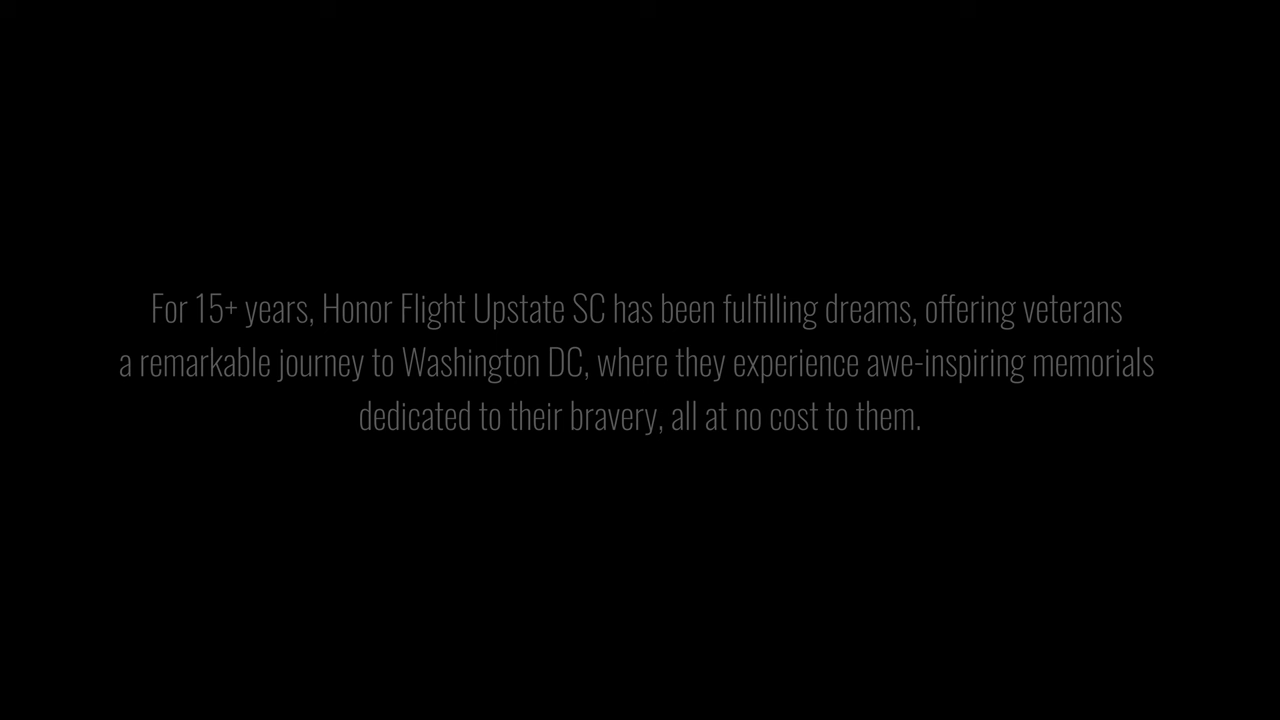 For 15+ years, Honor Flight Upstate SC has been fulfilling dreams, offering veterans
a remarkable journey to Washington DC, where they experience awe-inspiring memorials
dedicated to their bravery, all at no cost to them.